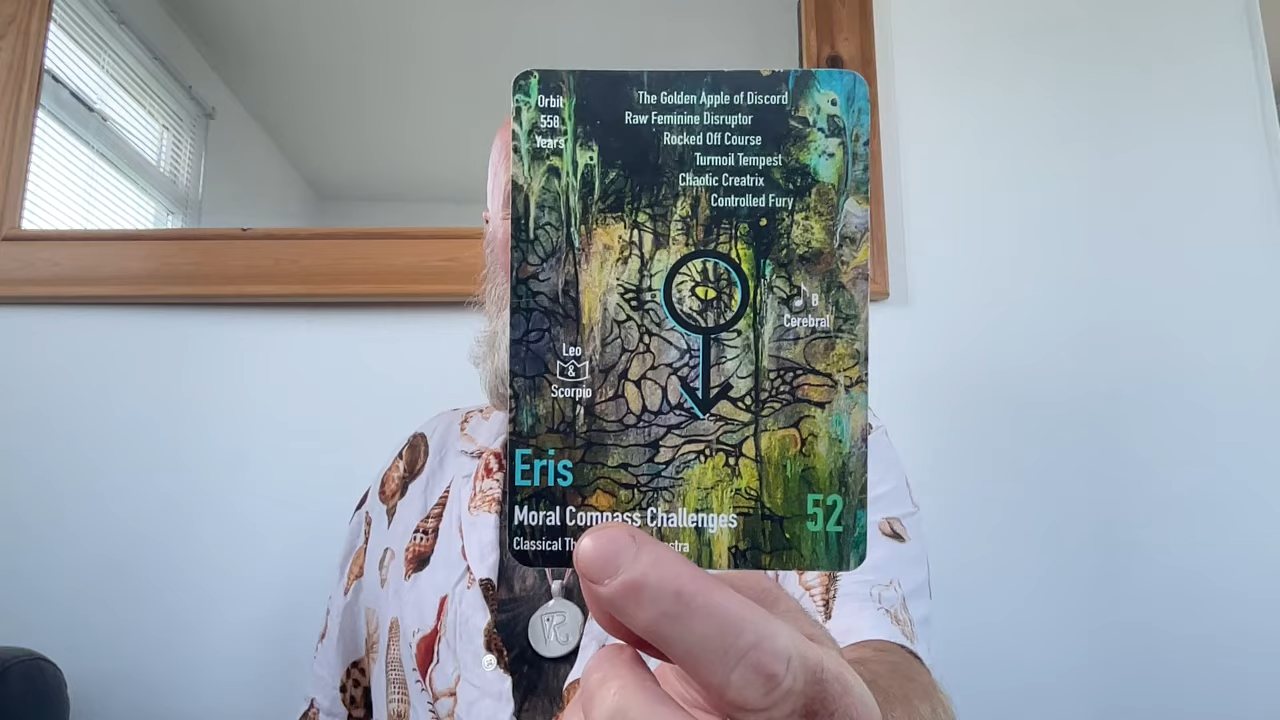 Orbit
558
Years
The Golden Apple of Discord
Raw Feminine Disruptor
Rocked Off Course
Turmoil Tempest
Chaotic Creatrix
Controlled Fury
B
Cerebral
Leo
&
Scorpio
Eris
52
Moral Compass Challenges
Classical
R